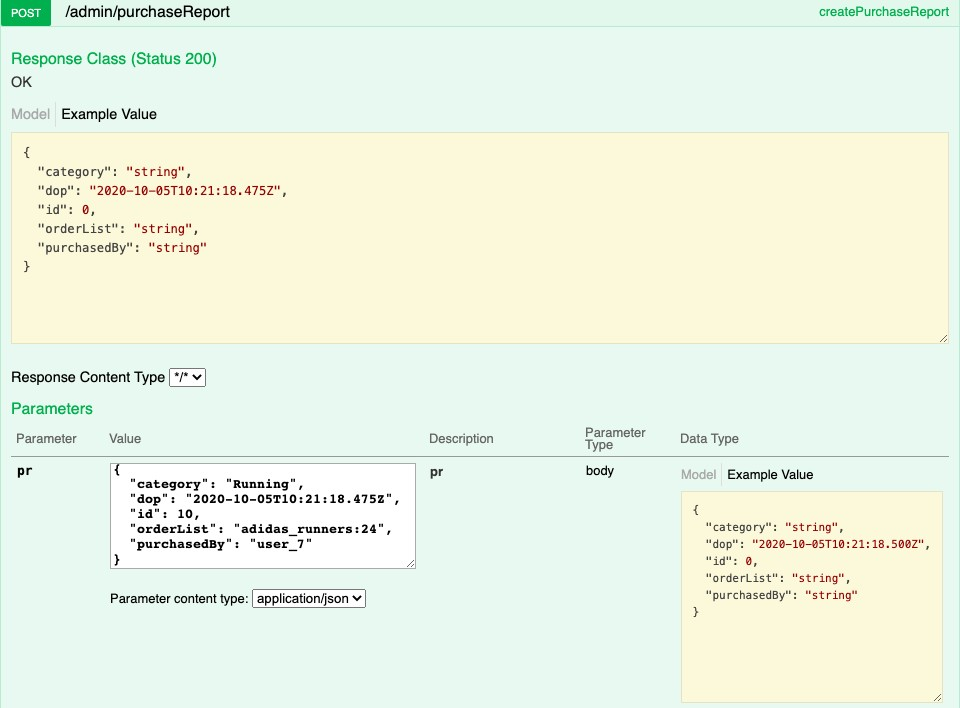 POST /admin/purchaseReport createPurchaseReport
Response Class (Status 200)
OK
Model Example Value
{
"category": "string",
"dop": "2020-10-05T10:21:18.475Z",
"id": 0,
"orderList": "string",
"purchasedBy": "string"
}
Response Content Type */*
Parameters
Parameter Value Description Parameter Type Data Type
pr
{
"category": "Running",
"dop": "2020-10-05T10:21:18.475Z",
"id": 10,
"orderList": "adidas_runners:24",
"purchasedBy": "user_7"
}
Parameter content type: application/json
pr
body
Model Example Value
{
"category": "string",
"dop": "2020-10-05T10:21:18.500Z",
"id": 0,
"orderList": "string",
"purchasedBy": "string"
}